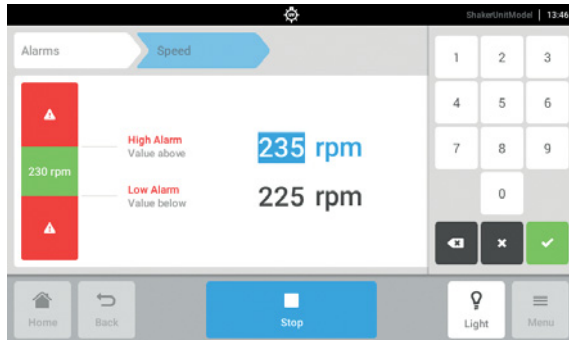 ShakerUnitModel | 13:46
Alarms
Speed
High Alarm
Value above
235 rpm
230 rpm
Low Alarm
Value below
225 rpm
1 2 3
4 5 6
7 8 9
0
Home
Back
Stop
Light
Menu